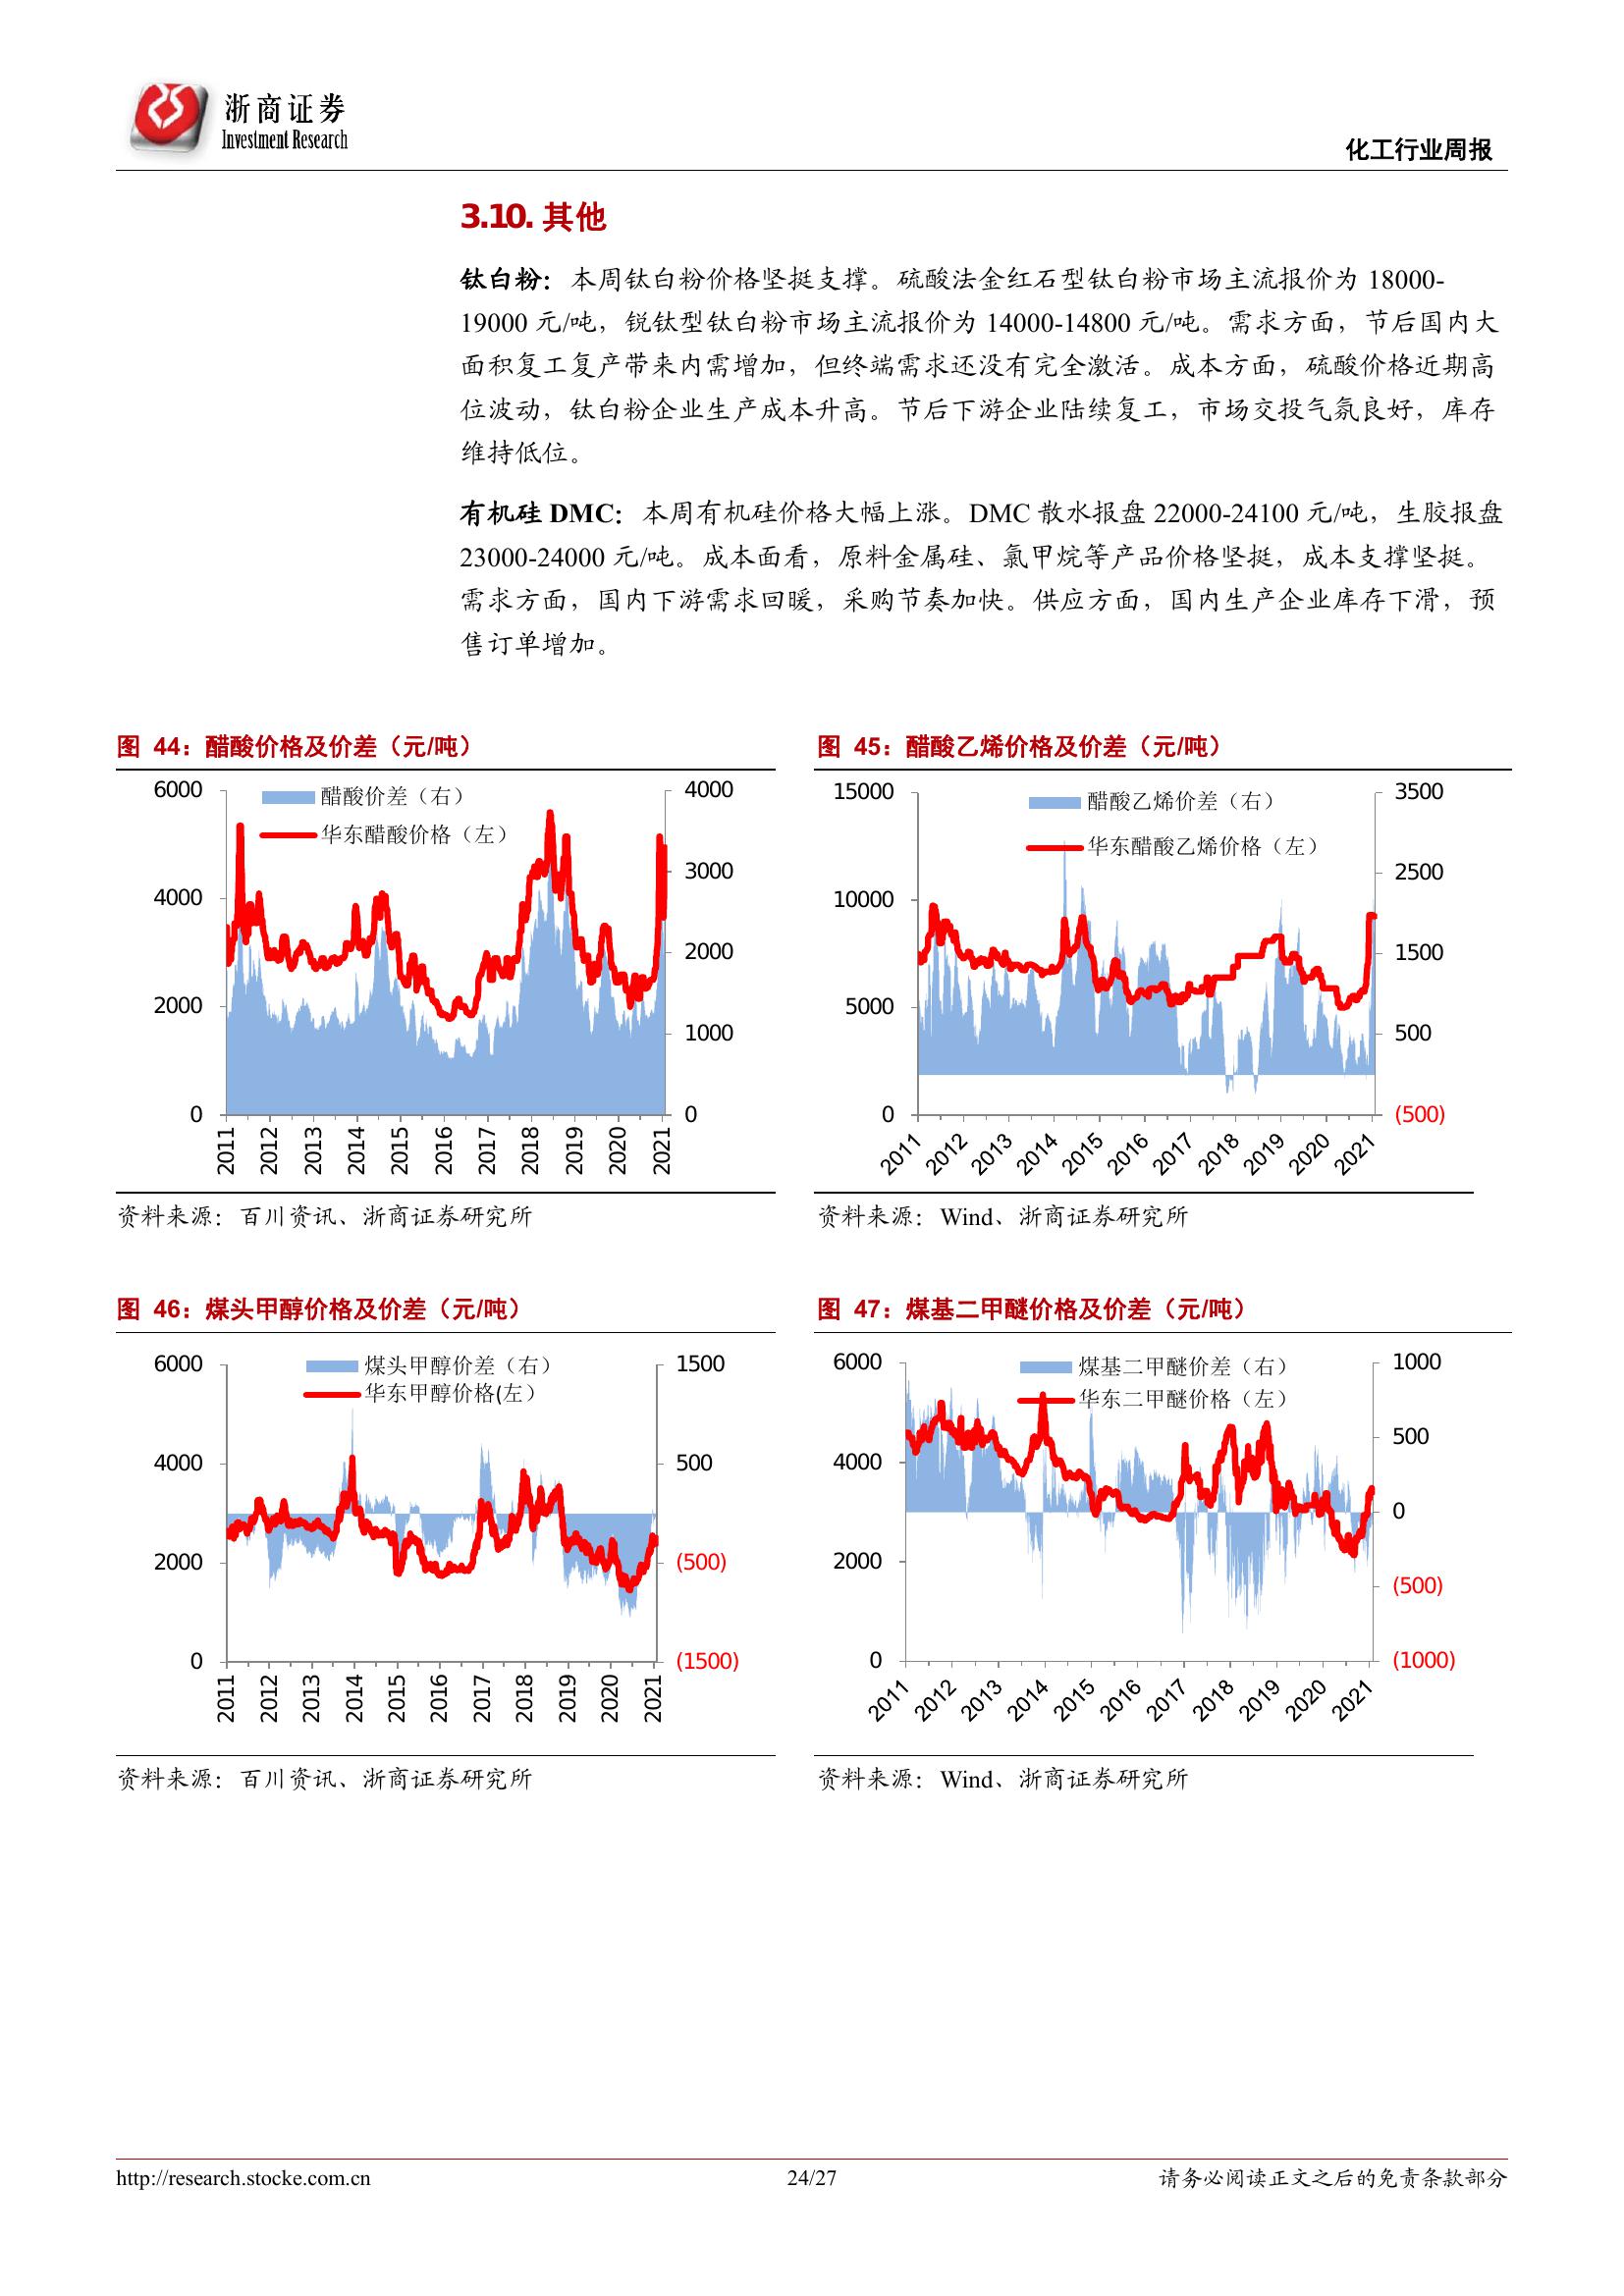 浙商证券
Investment Research
化工行业周报
3.10. 其他
钛白粉：本周钛白粉价格坚挺支撑。硫酸法金红石型钛白粉市场主流报价为 18000-
19000 元/吨，锐钛型钛白粉市场主流报价为 14000-14800 元/吨。需求方面，节后国内大
面积复工复产带来内需增加，但终端需求还没有完全激活。成本方面，硫酸价格近期高
位波动，钛白粉企业生产成本升高。节后下游企业陆续复工，市场交投气氛良好，库存
维持低位。
有机硅 DMC：本周有机硅价格大幅上涨。DMC 散水报盘 22000-24100 元/吨，生胶报盘
23000-24000 元/吨。成本面看，原料金属硅、氯甲烷等产品价格坚挺，成本支撑坚挺。
需求方面，国内下游需求回暖，采购节奏加快。供应方面，国内生产企业库存下滑，预
售订单增加。
图 44：醋酸价格及价差（元/吨）
6000
4000
2000
0
醋酸价差（右）
华东醋酸价格（左）
4000
3000
2000
1000
0
2011
2012
2013
2014
2015
2016
2017
2018
2019
2020
2021
资料来源：百川资讯、浙商证券研究所
图 45：醋酸乙烯价格及价差（元/吨）
15000
10000
5000
0
醋酸乙烯价差（右）
华东醋酸乙烯价格（左）
3500
2500
1500
500
(500)
2011
2012
2013
2014
2015
2016
2017
2018
2019
2020
2021
资料来源：Wind、浙商证券研究所
图 46：煤头甲醇价格及价差（元/吨）
6000
4000
2000
0
煤头甲醇价差（右）
华东甲醇价格(左）
1500
500
(500)
(1500)
2011
2012
2013
2014
2015
2016
2017
2018
2019
2020
2021
资料来源：百川资讯、浙商证券研究所
图 47：煤基二甲醚价格及价差（元/吨）
6000
4000
2000
0
煤基二甲醚价差（右）
华东二甲醚价格（左）
1000
500
0
(500)
(1000)
2011
2012
2013
2014
2015
2016
2017
2018
2019
2020
2021
资料来源：Wind、浙商证券研究所
http://research.stocke.com.cn
24/27
请务必阅读正文之后的免责条款部分